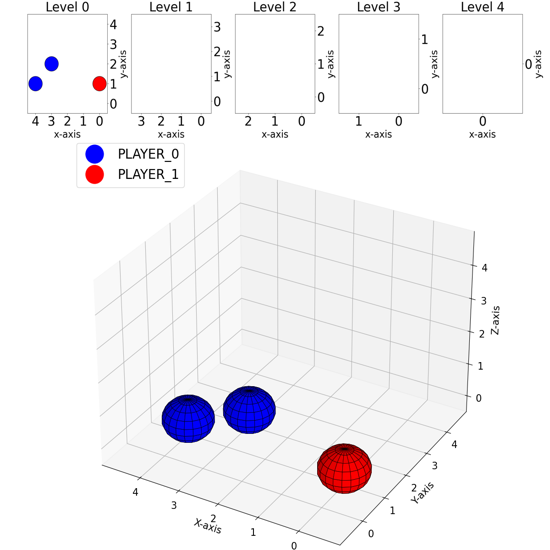 Level 0
Level 1
Level 2
Level 3
Level 4
4
3
2
1
0
y-axis
4 3 2 1 0
x-axis
3
2
1
0
y-axis
3 2 1 0
x-axis
2
1
0
y-axis
2 1 0
x-axis
1
0
y-axis
1 0
x-axis
0
y-axis
0
x-axis
PLAYER_0
PLAYER_1
4
3
2
1
0
Z-axis
4
3
2
1
0
X-axis
4
3
2
1
0
Y-axis